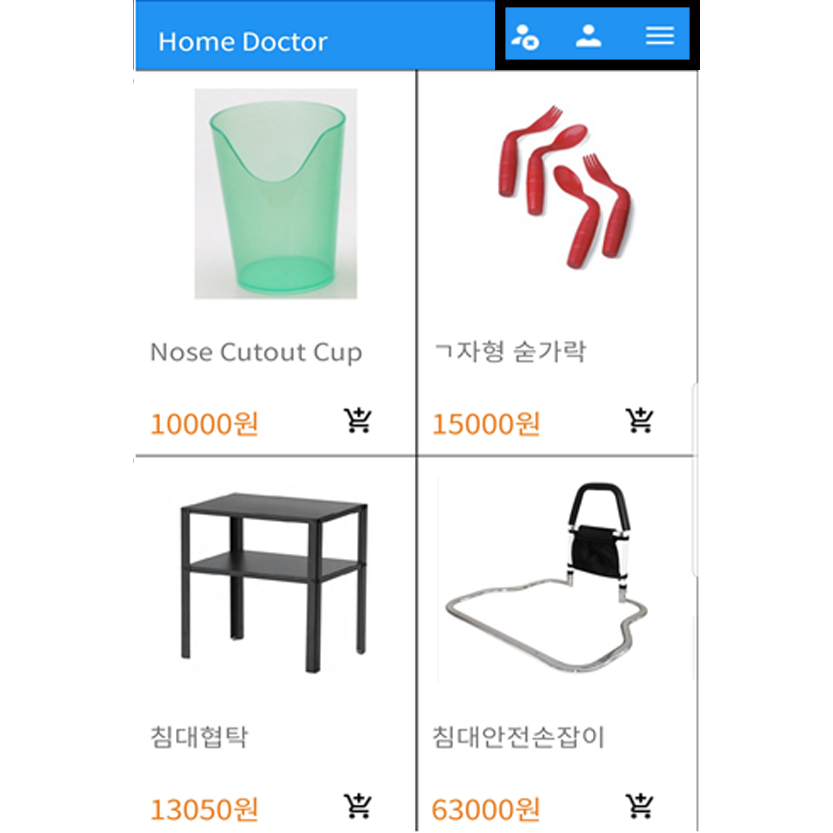 Home Doctor
Nose Cutout Cup
10000원
ㄱ자형 숟가락
15000원
침대협탁
13050원
침대안전손잡이
63000원